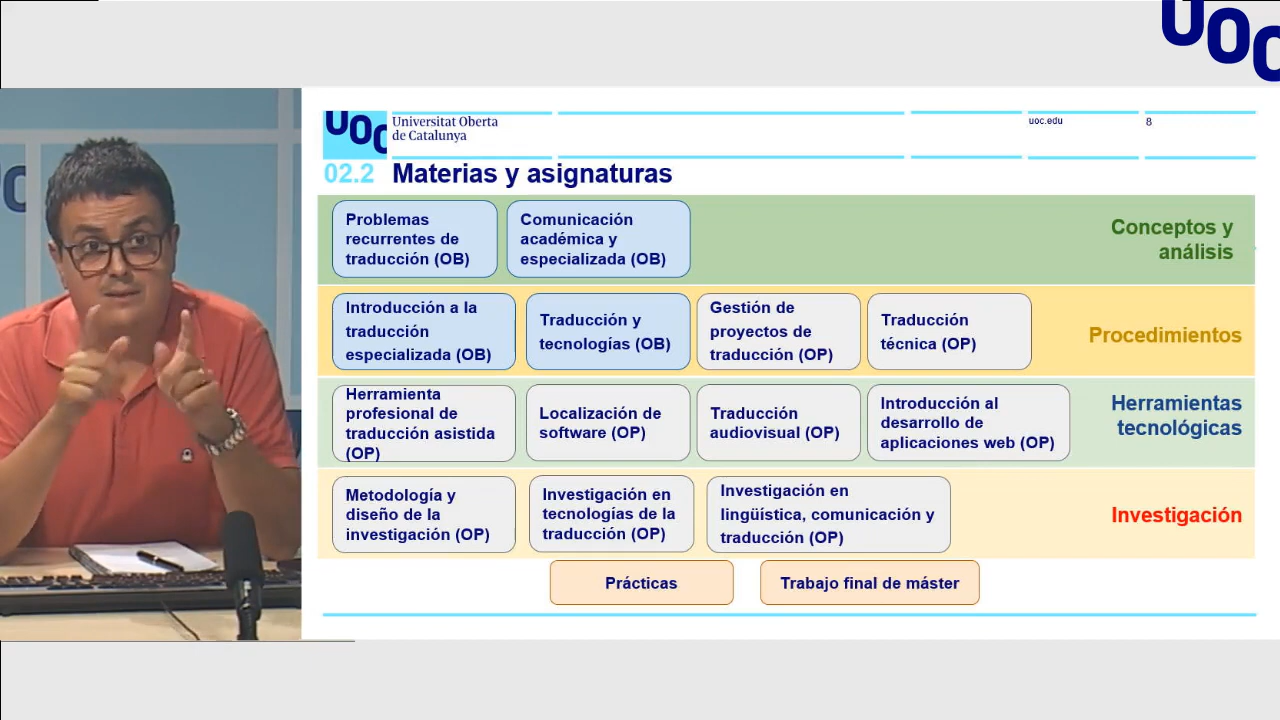 UOC
UOC
Universitat Oberta
de Catalunya
uoc.edu
8
02.2 Materias y asignaturas
Problemas
recurrentes de
traducción (OB)
Comunicación
académica y
especializada (OB)
Conceptos y
análisis
Introducción a la
traducción
especializada (OB)
Traducción y
tecnologías (OB)
Gestión de
proyectos de
traducción (OP)
Traducción
técnica (OP)
Procedimientos
Herramienta
profesional de
traducción asistida
(OP)
Localización de
software (OP)
Traducción
audiovisual (OP)
Introducción al
desarrollo de
aplicaciones web (OP)
Herramientas
tecnológicas
Metodología y
diseño de la
investigación (OP)
Investigación en
tecnologías de la
traducción (OP)
Investigación en
lingüística, comunicación y
traducción (OP)
Investigación
Prácticas
Trabajo final de máster